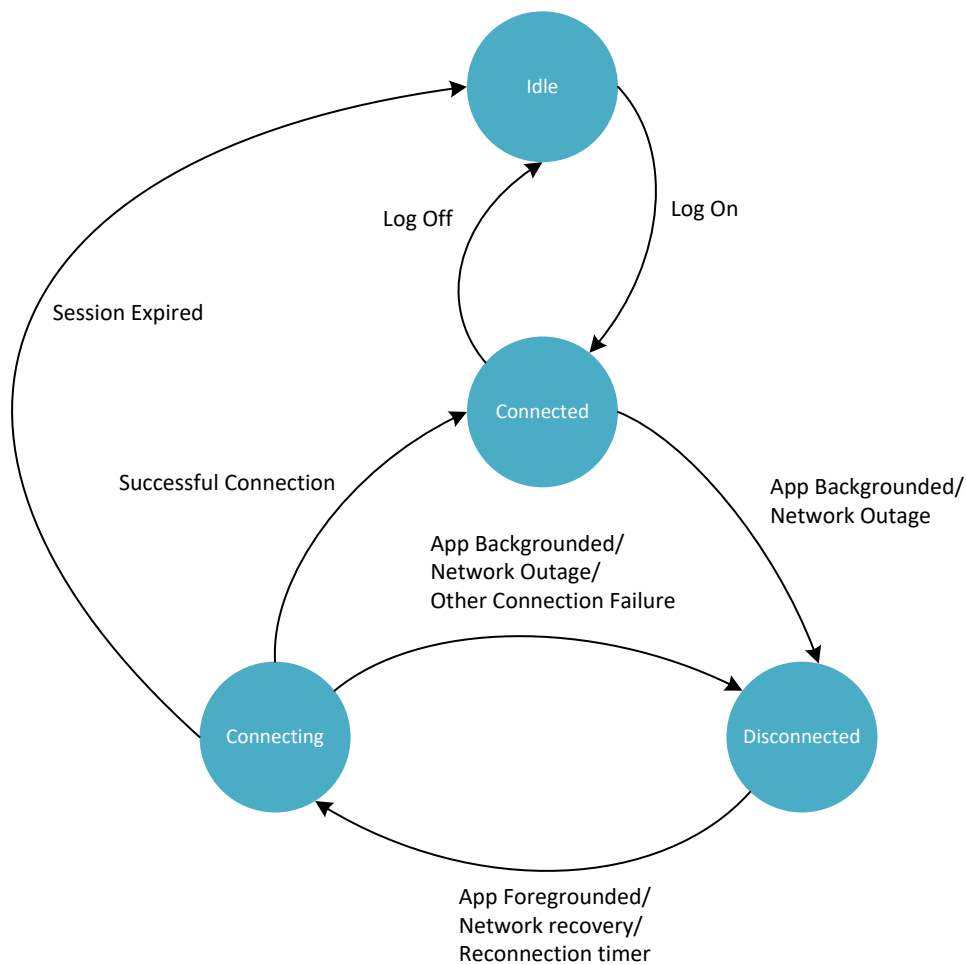 Idle
Log Off
Log On
Session Expired
Connected
Successful Connection
App Backgrounded/
Network Outage
App Backgrounded/
Network Outage/
Other Connection Failure
Connecting
Disconnected
App Foregrounded/
Network recovery/
Reconnection timer